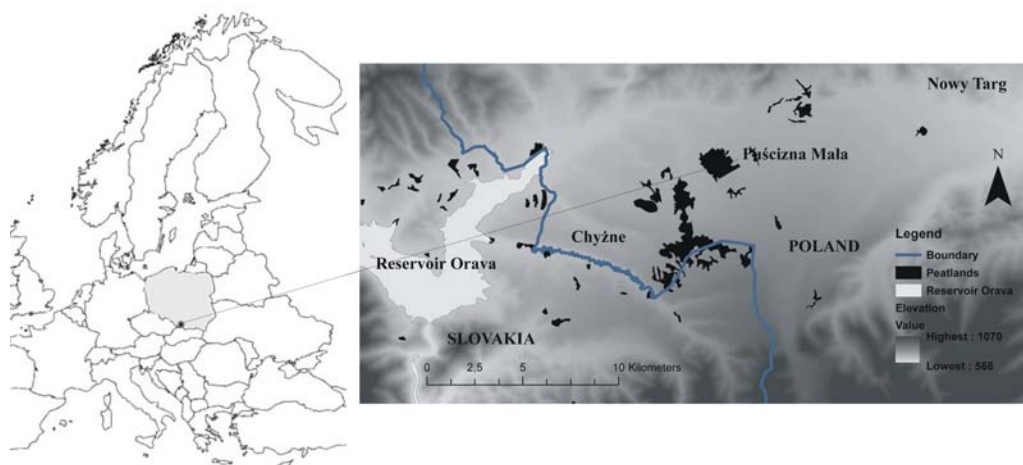 Nowy Targ
Puścizna Mała
N
Chyżne
POLAND
Reservoir Orava
SLOVAKIA
0 2,5 5 10 Kilometers
Legend
Boundary
Peatlands
Reservoir Orava
Elevation
Value
Highest : 1070
Lowest : 566